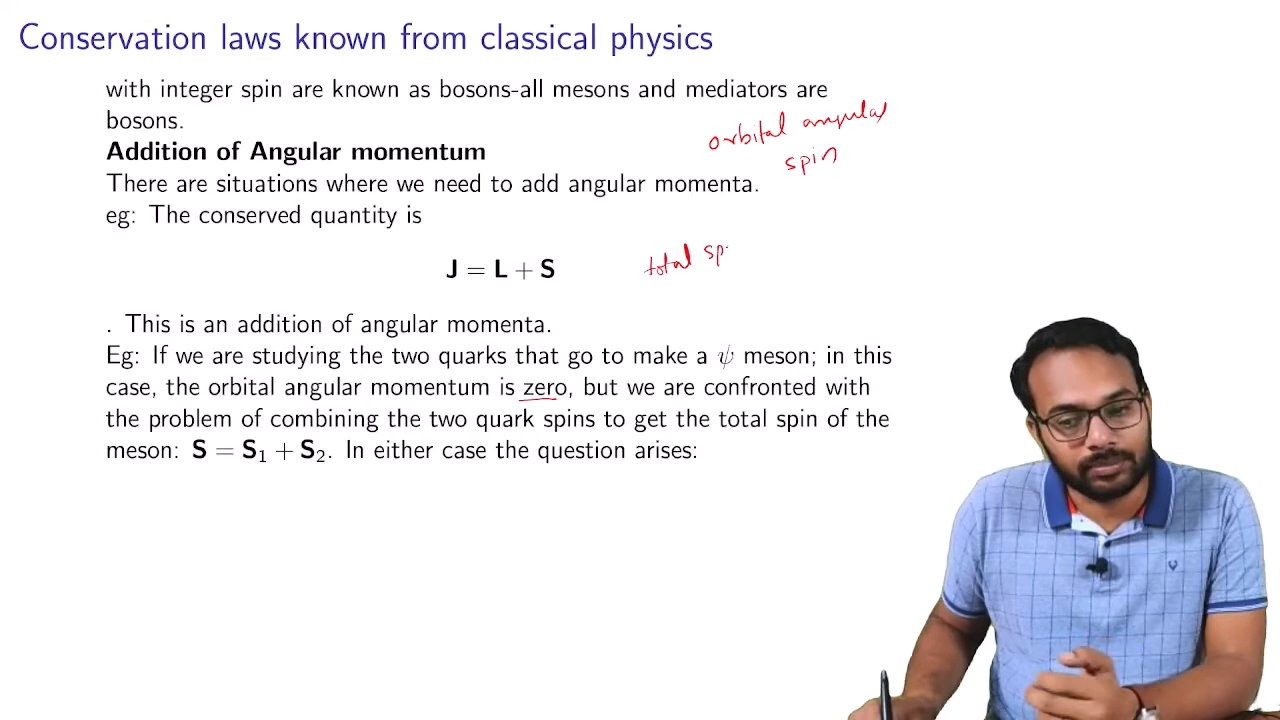 Conservation laws known from classical physics
with integer spin are known as bosons-all mesons and mediators are
bosons.
orbital angular
spin
Addition of Angular momentum
There are situations where we need to add angular momenta.
eg: The conserved quantity is
J = L + S
total sp
. This is an addition of angular momenta.
Eg: If we are studying the two quarks that go to make a ψ meson; in this
case, the orbital angular momentum is zero, but we are confronted with
the problem of combining the two quark spins to get the total spin of the
meson: S = S₁ + S₂. In either case the question arises: